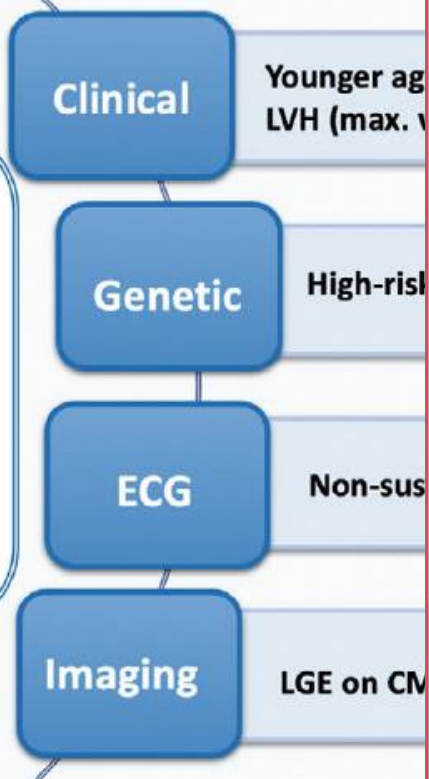 Clinical
Younger ag
LVH (max.
Genetic
High-risk
ECG
Non-sus
Imaging
LGE on CM